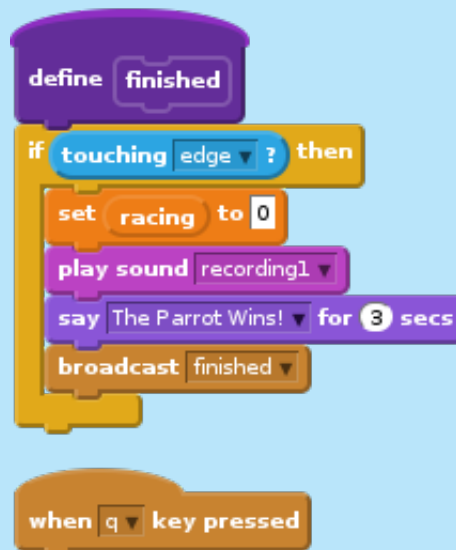 define finished
if touching edge ? then
set racing to 0
play sound recording1
say The Parrot Wins! for 3 secs
broadcast finished
when q key pressed